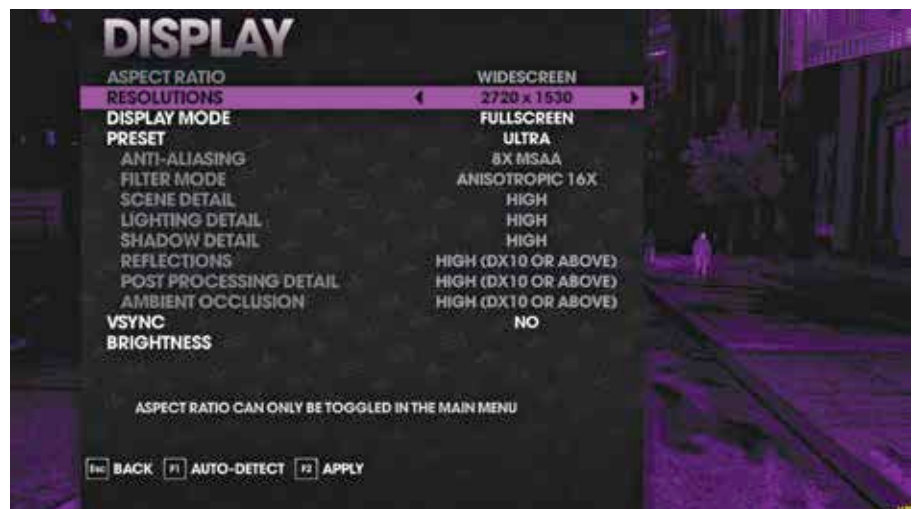 DISPLAY
ASPECT RATIO WIDESCREEN
RESOLUTIONS 2720 x 1530
DISPLAY MODE FULLSCREEN
PRESET ULTRA
ANTI-ALIASING 8X MSAA
FILTER MODE ANISOTROPIC 16X
SCENE DETAIL HIGH
LIGHTING DETAIL HIGH
SHADOW DETAIL HIGH
REFLECTIONS HIGH (DX10 OR ABOVE)
POST PROCESSING DETAIL HIGH (DX10 OR ABOVE)
AMBIENT OCCLUSION HIGH (DX10 OR ABOVE)
VSYNC NO
BRIGHTNESS
ASPECT RATIO CAN ONLY BE TOGGLED IN THE MAIN MENU
Esc BACK F1 AUTO-DETECT F2 APPLY